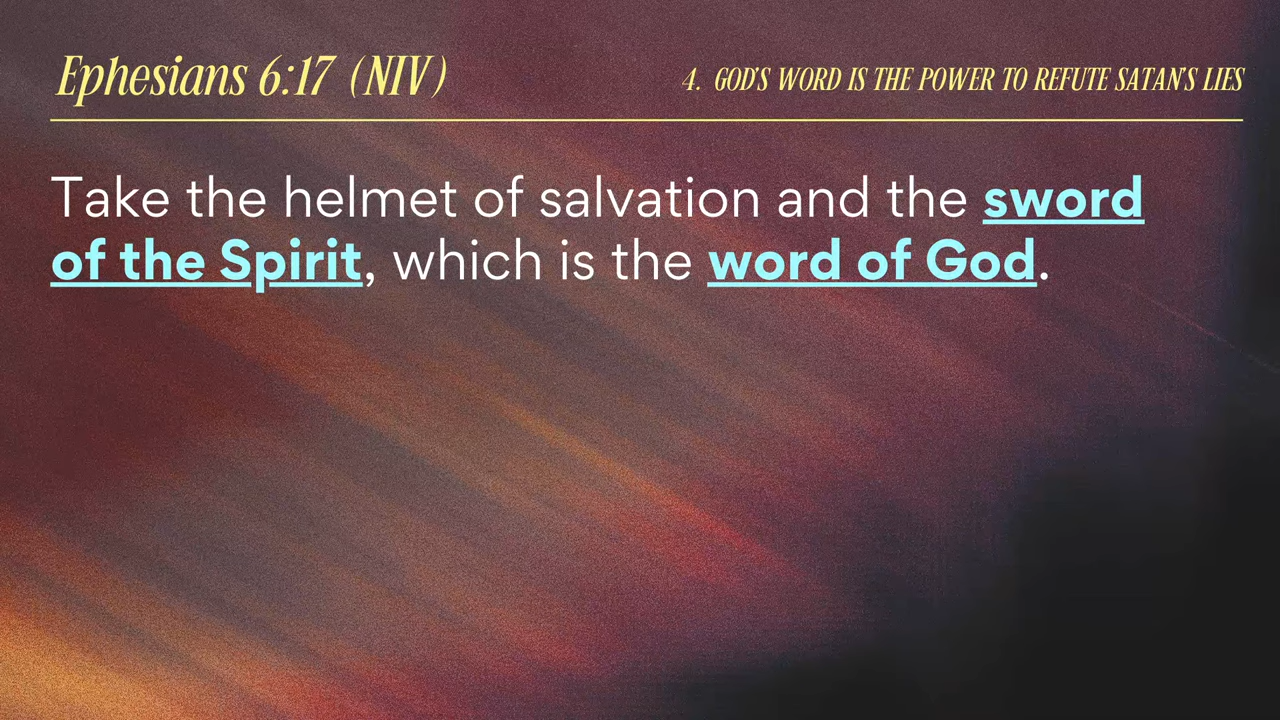 Ephesians 6:17 (NIV)
4. GOD'S WORD IS THE POWER TO REFUTE SATAN'S LIES
Take the helmet of salvation and the sword
of the Spirit, which is the word of God.